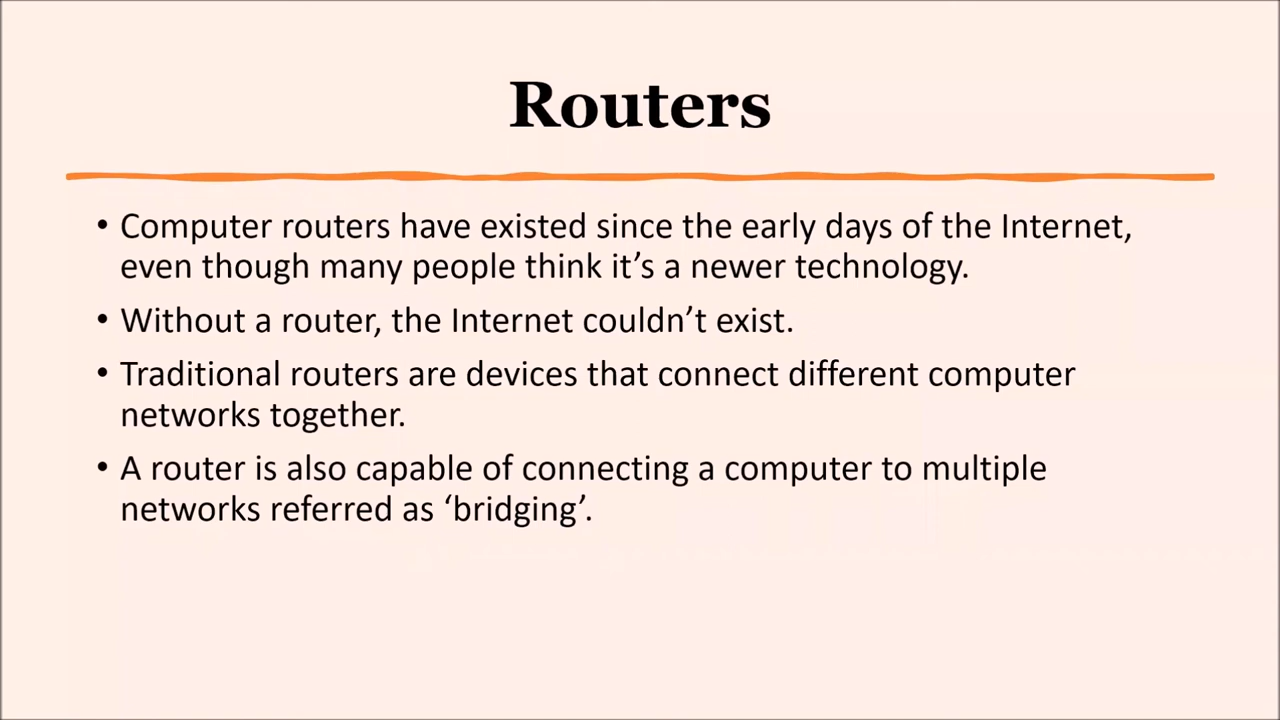 Routers
• Computer routers have existed since the early days of the Internet,
even though many people think it’s a newer technology.
• Without a router, the Internet couldn’t exist.
• Traditional routers are devices that connect different computer
networks together.
• A router is also capable of connecting a computer to multiple
networks referred as ‘bridging’.